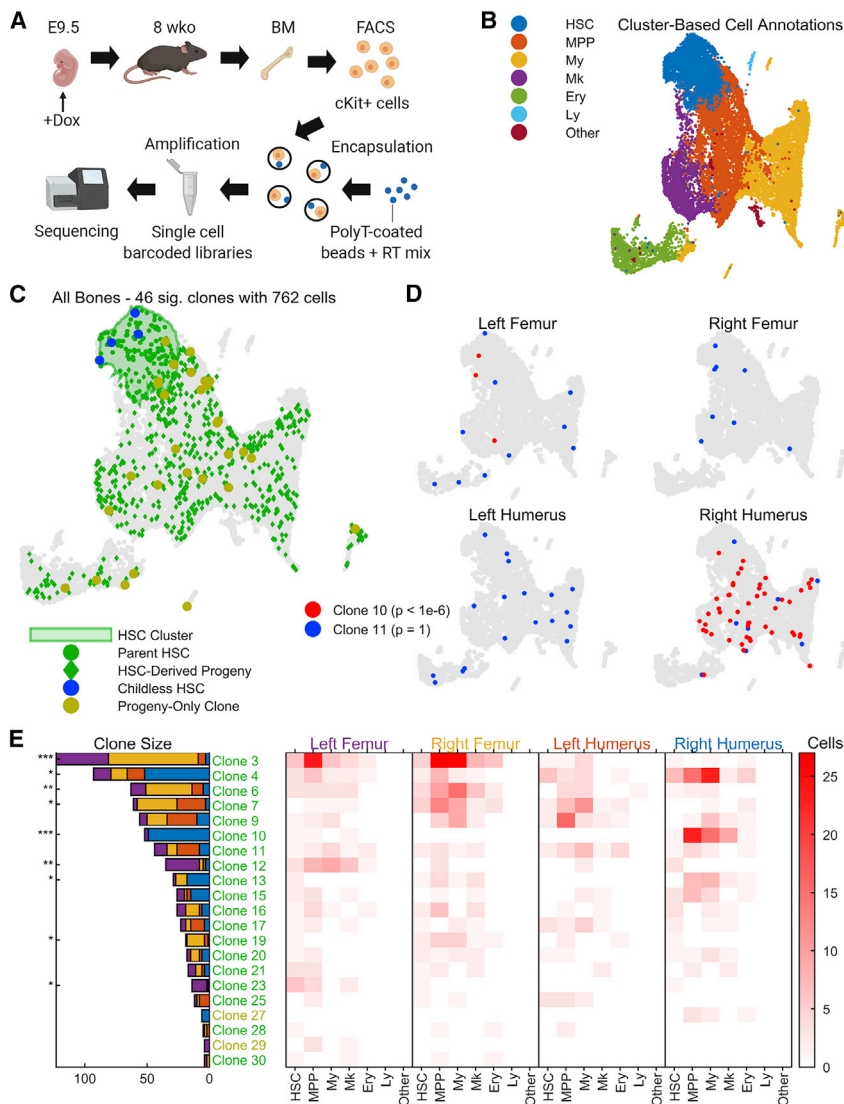 A
E9.5
8 wko
BM
FACS
+Dox
cKit+ cells
Amplification
Encapsulation
Sequencing
Single cell
barcoded libraries
PolyT-coated
beads + RT mix
B
Cluster-Based Cell Annotations
HSC
MPP
My
Mk
Ery
Ly
Other
C
All Bones - 46 sig. clones with 762 cells
HSC Cluster
Parent HSC
HSC-Derived Progeny
Childless HSC
Progeny-Only Clone
D
Left Femur
Right Femur
Left Humerus
Right Humerus
Clone 10 (p < 1e-6)
Clone 11 (p = 1)
E
Clone Size
Left Femur
Right Femur
Left Humerus
Right Humerus
Cells
*** Clone 3
* Clone 4
** Clone 6
* Clone 7
Clone 9
*** Clone 10
Clone 11
** Clone 12
* Clone 13
Clone 15
Clone 16
Clone 17
* Clone 19
Clone 20
Clone 21
* Clone 23
Clone 25
Clone 27
Clone 28
Clone 29
Clone 30
100 50 0
HSC MPP My Mk Ery Ly Other
HSC MPP My Mk Ery Ly Other
HSC MPP My Mk Ery Ly Other
HSC MPP My Mk Ery Ly Other
25
20
15
10
5
0